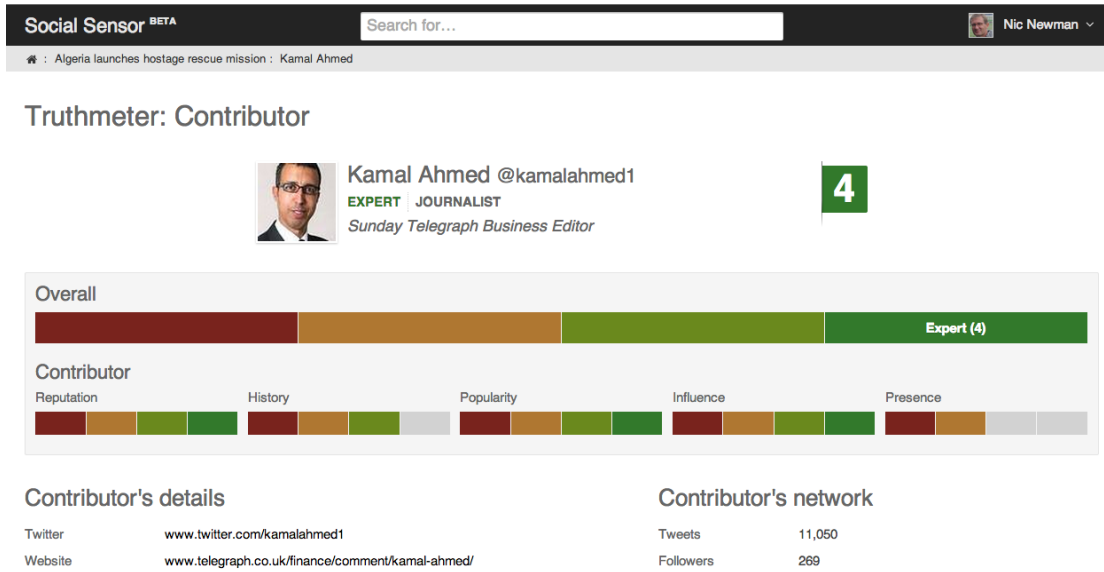 Social Sensor BETA
Search for...
Nic Newman
: Algeria launches hostage rescue mission : Kamal Ahmed
Truthmeter: Contributor
Kamal Ahmed @kamalahmed1
EXPERT JOURNALIST
Sunday Telegraph Business Editor
4
Overall
Expert (4)
Contributor
Reputation History Popularity Influence Presence
Contributor's details
Twitter www.twitter.com/kamalahmed1
Website www.telegraph.co.uk/finance/comment/kamal-ahmed/
Contributor's network
Tweets 11,050
Followers 269